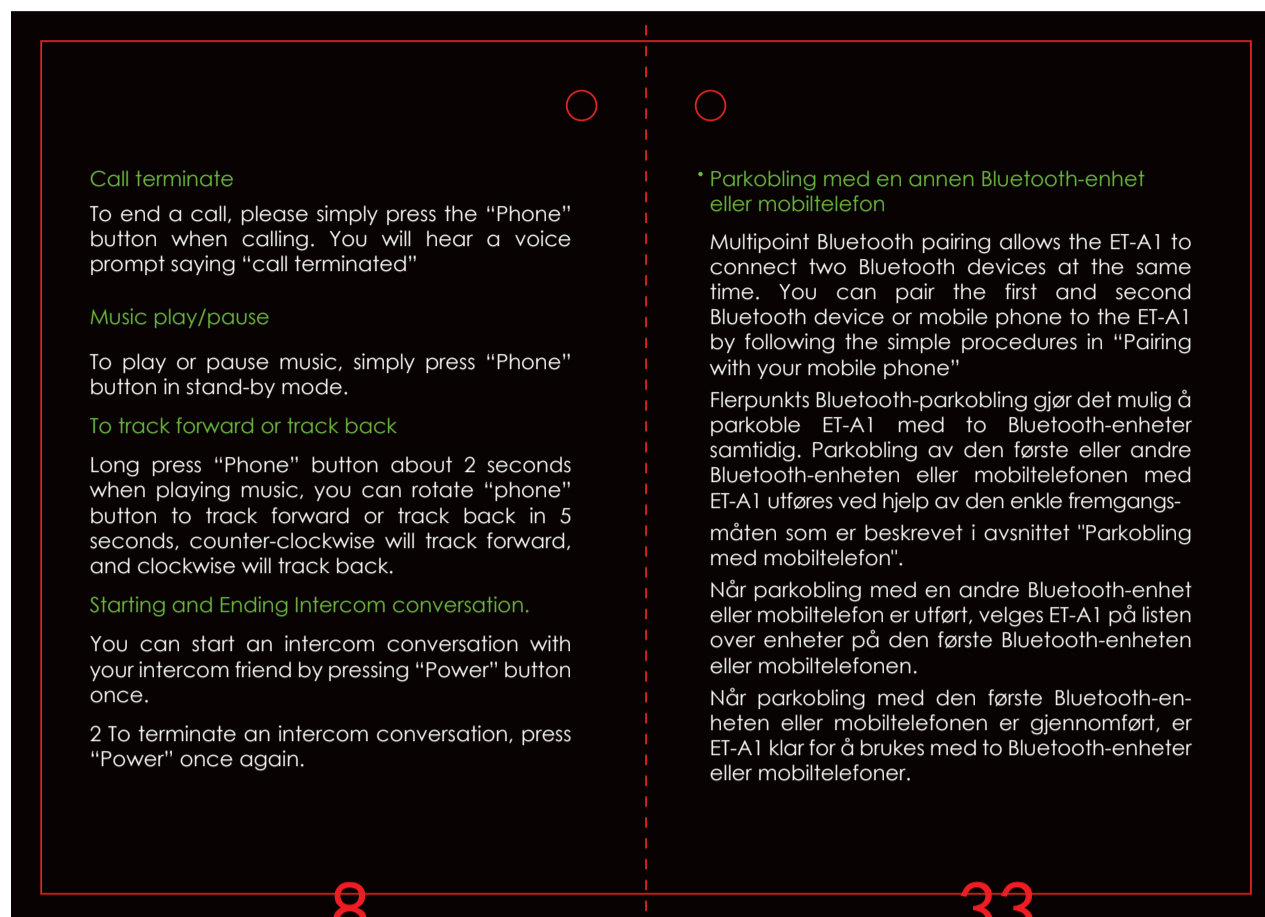 Call terminate
To end a call, please simply press the “Phone”
button when calling. You will hear a voice
prompt saying “call terminated”
Music play/pause
To play or pause music, simply press “Phone”
button in stand-by mode.
To track forward or track back
Long press “Phone” button about 2 seconds
when playing music, you can rotate “phone”
button to track forward or track back in 5
seconds, counter-clockwise will track forward,
and clockwise will track back.
Starting and Ending Intercom conversation.
You can start an intercom conversation with
your intercom friend by pressing “Power” button
once.
2 To terminate an intercom conversation, press
“Power” once again.
8
• Parkobling med en annen Bluetooth-enhet
eller mobiltelefon
Multipoint Bluetooth pairing allows the ET-A1 to
connect two Bluetooth devices at the same
time. You can pair the first and second
Bluetooth device or mobile phone to the ET-A1
by following the simple procedures in “Pairing
with your mobile phone”
Flerpunkts Bluetooth-parkobling gjør det mulig å
parkoble ET-A1 med to Bluetooth-enheter
samtidig. Parkobling av den første eller andre
Bluetooth-enheten eller mobiltelefonen med
ET-A1 utføres ved hjelp av den enkle fremgangs-
måten som er beskrevet i avsnittet "Parkobling
med mobiltelefon".
Når parkobling med en andre Bluetooth-enhet
eller mobiltelefon er utført, velges ET-A1 på listen
over enheter på den første Bluetooth-enheten
eller mobiltelefonen.
Når parkobling med den første Bluetooth-en-
heten eller mobiltelefonen er gjennomført, er
ET-A1 klar for å brukes med to Bluetooth-enheter
eller mobiltelefoner.
33